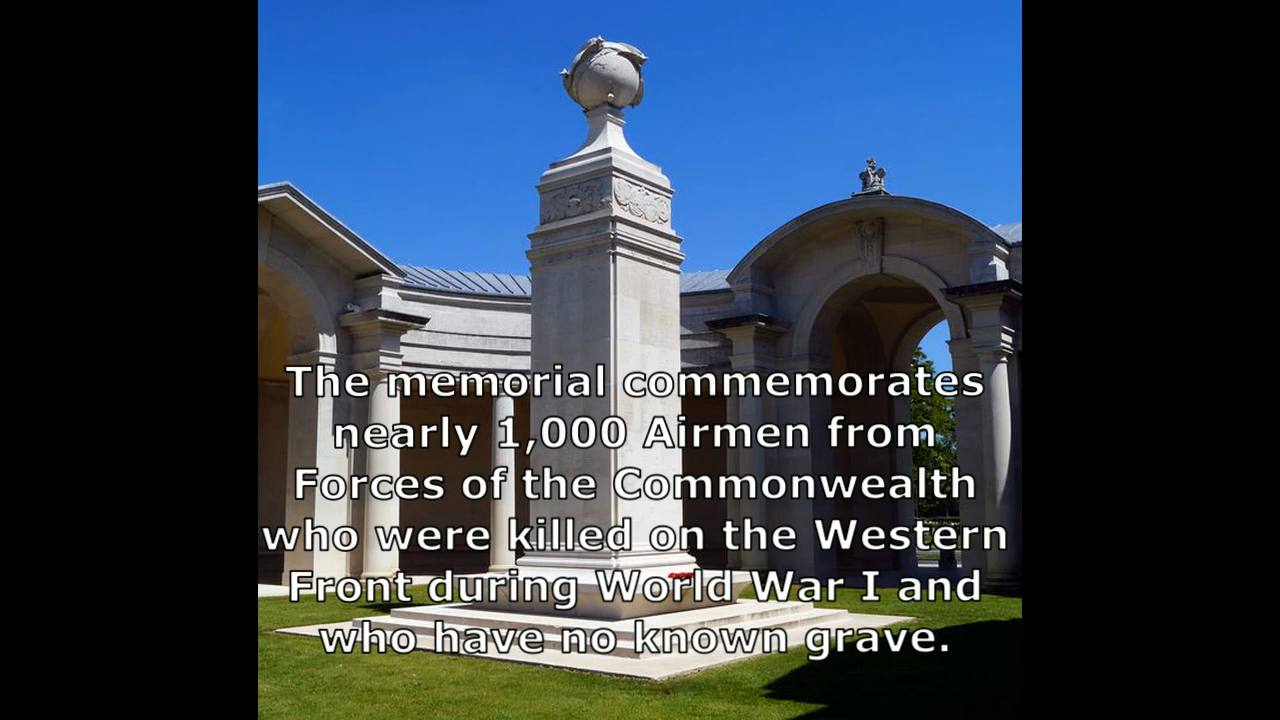 The memorial commemorates
nearly 1,000 Airmen from
Forces of the Commonwealth
who were killed on the Western
Front during World War I and
who have no known grave.